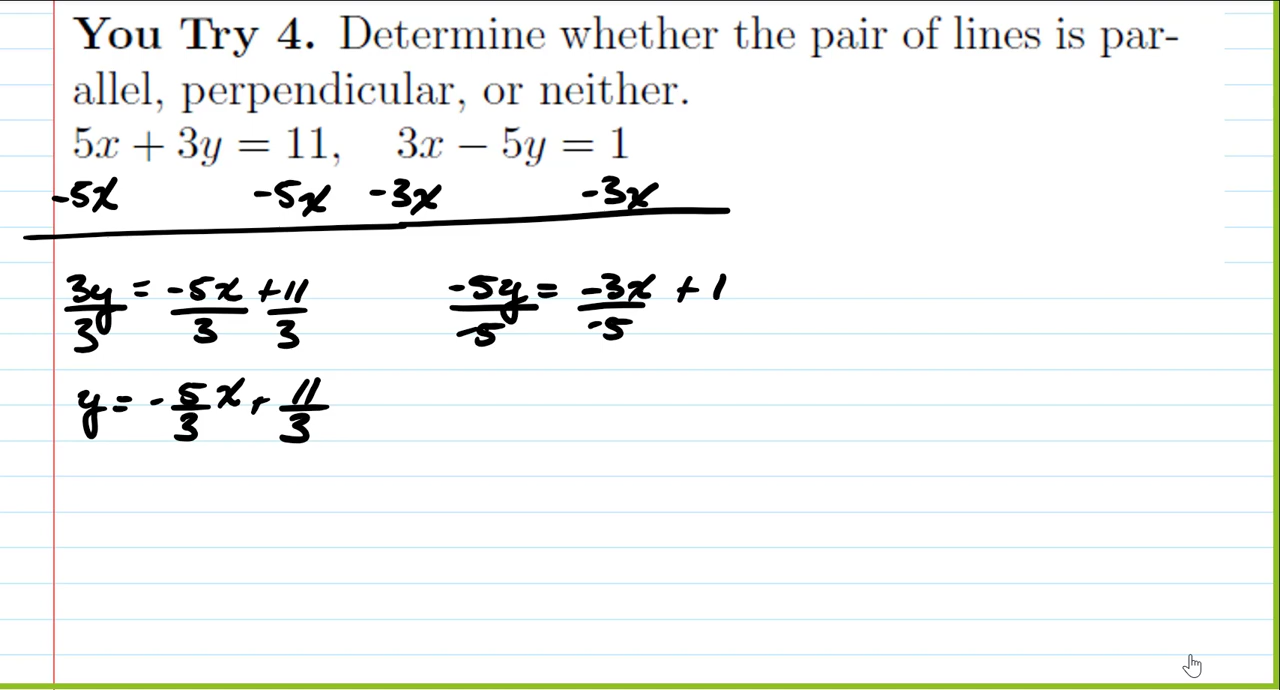 You Try 4. Determine whether the pair of lines is par-
allel, perpendicular, or neither.
5x + 3y = 11, 3x − 5y = 1
-5x -5x -3x -3x
3y/3 = -5x/3 + 11/3 -5y/-5 = -3x/-5 + 1
y = - 5/3 x + 11/3